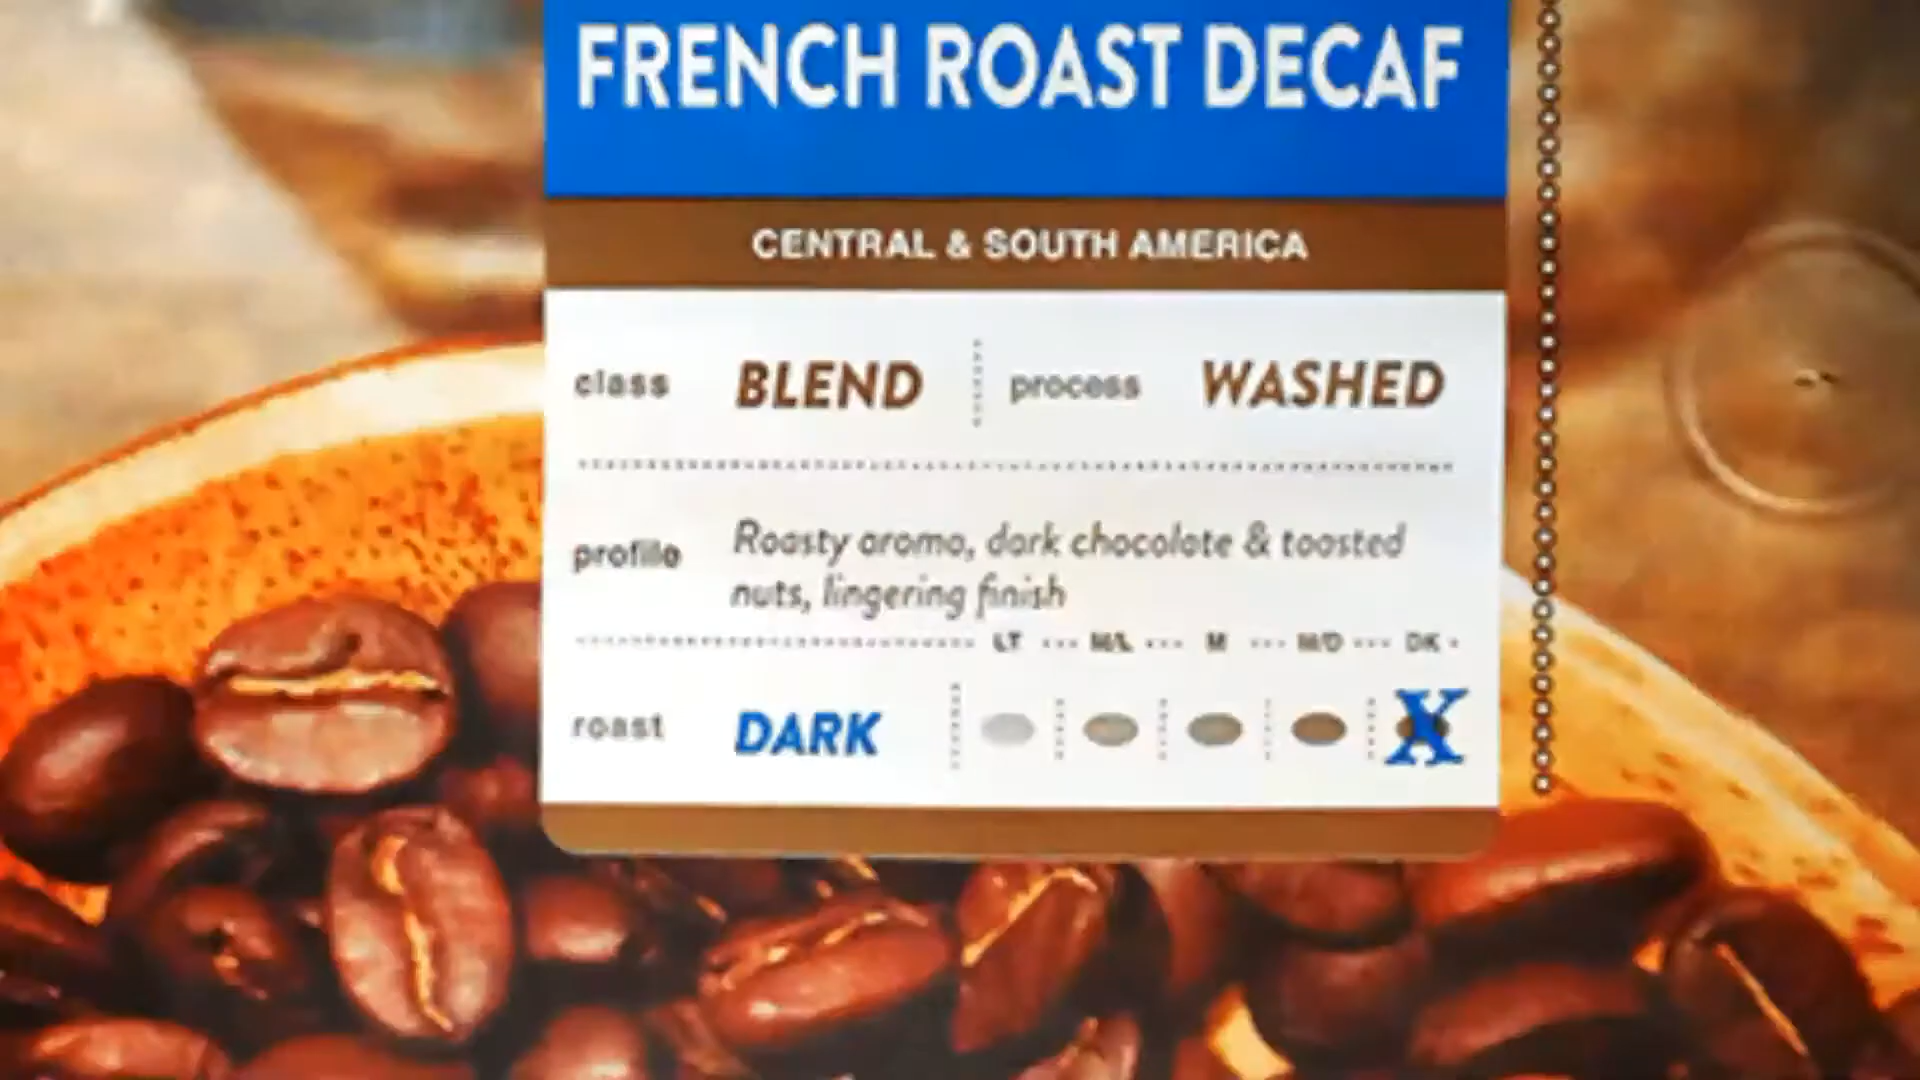 FRENCH ROAST DECAF
CENTRAL & SOUTH AMERICA
class BLEND process WASHED
profile Roasty aroma, dark chocolate & toasted
nuts, lingering finish
LT M/L M M/D DK
roast DARK X